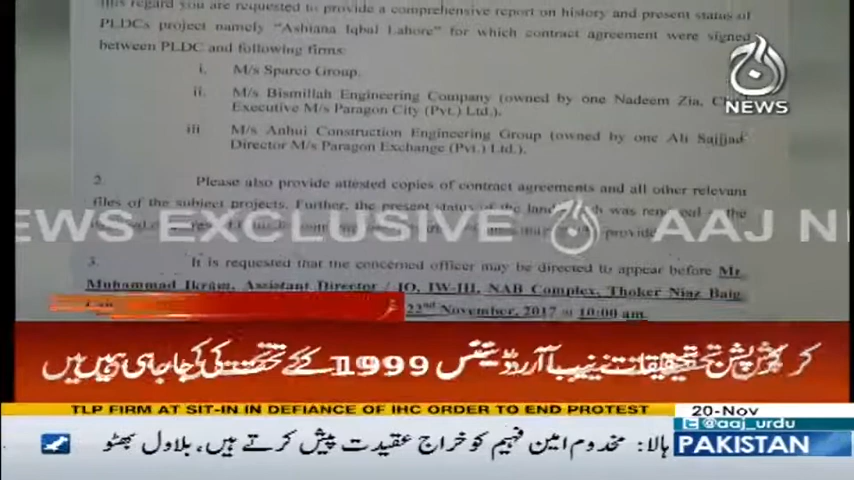 this regard you are requested to provide a comprehensive report on history and present status of
PLDCs project namely "Ashiana Iqbal Lahore" for which contract agreement were signed
between PLDC and following firms:
i. M/s Sparco Group.
ii. M/s Bismillah Engineering Company (owned by one Nadeem Zia, Chief
Executive M/s Paragon City (Pvt.) Ltd.).
iii M/s Anhui Construction Engineering Group (owned by one Ali Sajjad
Director M/s Paragon Exchange (Pvt.) Ltd.).
2. Please also provide attested copies of contract agreements and all other relevant
files of the subject projects. Further, the present status of the land which was
3. It is requested that the concerned officer may be directed to appear before Mr.
Muhammad Ikram, Assistant Director / IO, IW-III, NAB Complex, Thoker Niaz Baig
22nd November, 2017 at 10:00 am.
NEWS
NEWS EXCLUSIVE AAJ NE
کرپشن تحقیقات نیب آرڈیننس 1999 کے تحت کی جا رہی ہیں
TLP FIRM AT SIT-IN IN DEFIANCE OF IHC ORDER TO END PROTEST
20-Nov
@aaj_urdu
PAKISTAN
ہالا: مخدوم امین فہیم کو خراج عقیدت پیش کرتے ہیں، بلاول بھٹو